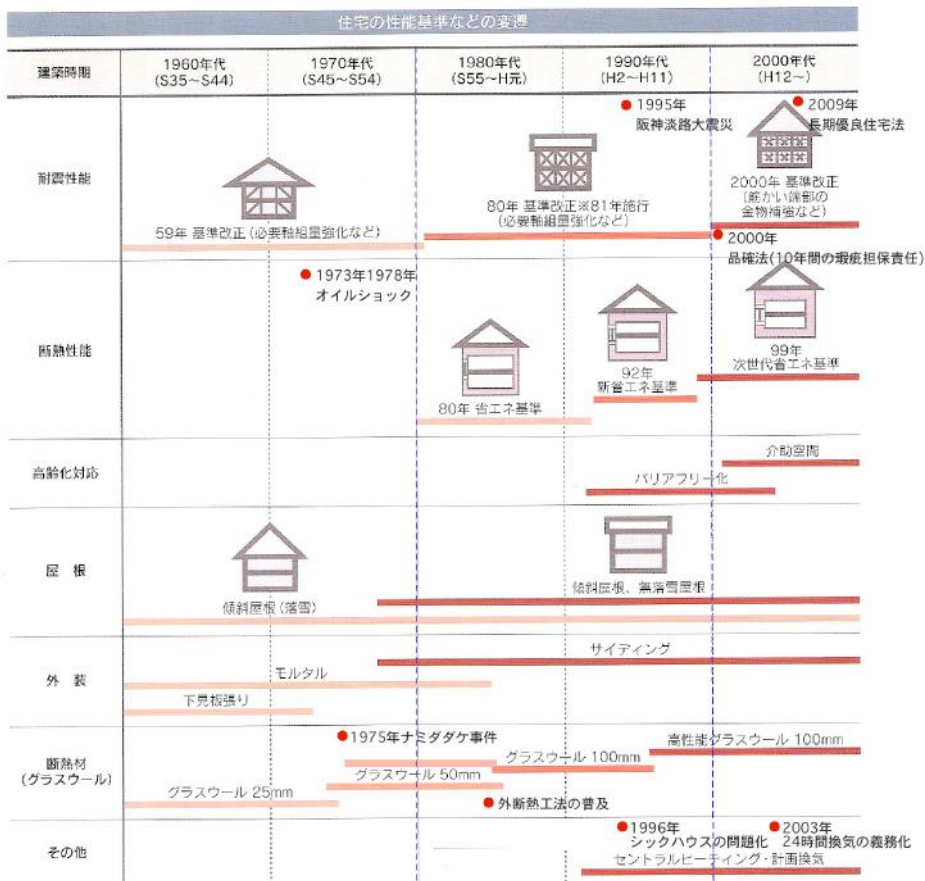 住宅の性能基準などの変遷
建築時期
1960年代
(S35～S44)
1970年代
(S45～S54)
1980年代
(S55～H元)
1990年代
(H2～H11)
2000年代
(H12～)
耐震性能
59年 基準改正(必要軸組量強化など)
80年 基準改正※81年施行
(必要軸組量強化など)
1995年
阪神淡路大震災
2009年
長期優良住宅法
2000年 基準改正
(筋かい端部の
金物補強など)
2000年
品確法(10年間の瑕疵担保責任)
断熱性能
1973年1978年
オイルショック
80年 省エネ基準
92年
新省エネ基準
99年
次世代省エネ基準
高齢化対応
介助空間
バリアフリー化
屋 根
傾斜屋根(落雪)
傾斜屋根、無落雪屋根
外 装
サイディング
モルタル
下見板張り
断熱材
(グラスウール)
1975年ナミダダケ事件
高性能グラスウール 100mm
グラスウール 100mm
グラスウール 50mm
グラスウール 25mm
外断熱工法の普及
その他
1996年
シックハウスの問題化
2003年
24時間換気の義務化
セントラルヒーティング・計画換気